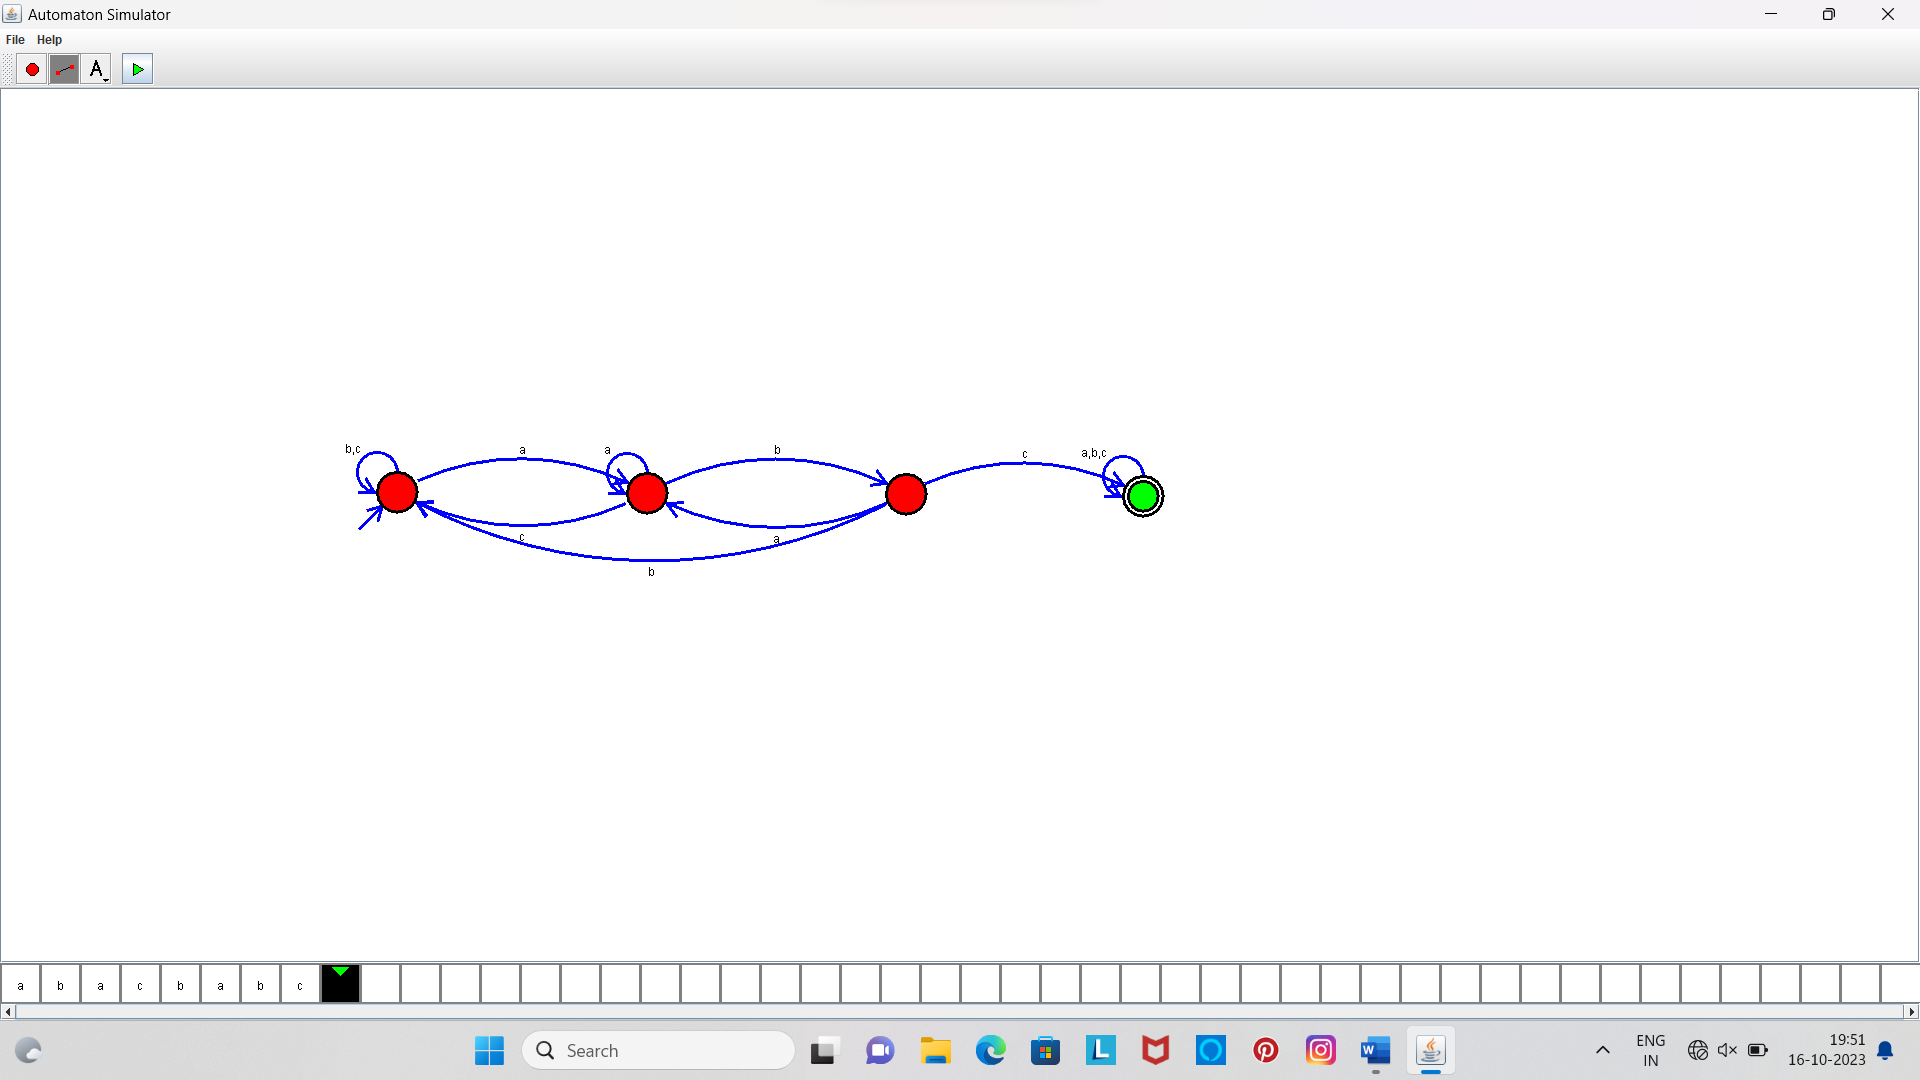 Automaton Simulator
File Help
A
b,c a a b c a,b,c
c a
b
a b a c b a b c
Search
ENG
IN
19:51
16-10-2023